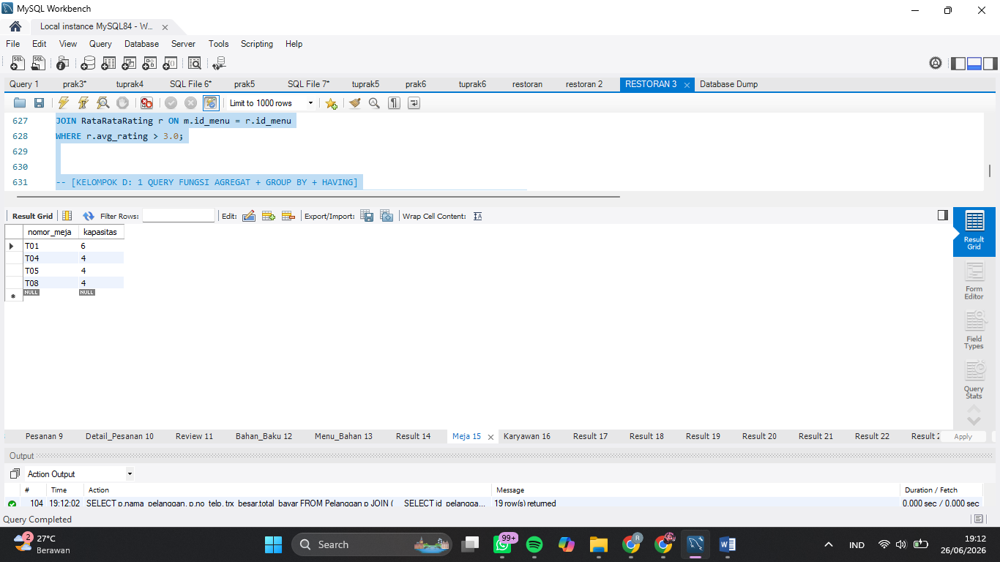 MySQL Workbench
Local instance MySQL84 - W...
File Edit View Query Database Server Tools Scripting Help
Query 1 prak3* tuprak4 SQL File 6* prak5 SQL File 7* tuprak5 prak6 tuprak6 restoran restoran 2 RESTORAN 3 Database Dump
Limit to 1000 rows
627 JOIN RataRataRating r ON m.id_menu = r.id_menu
628 WHERE r.avg_rating > 3.0;
629
630
631 -- [KELOMPOK D: 1 QUERY FUNGSI AGREGAT + GROUP BY + HAVING]
Result Grid Filter Rows: Edit: Export/Import: Wrap Cell Content:
nomor_meja kapasitas
T01 6
T04 4
T05 4
T08 4
NULL NULL
Result Grid
Form Editor
Field Types
Query Stats
Pesanan 9 Detail_Pesanan 10 Review 11 Bahan_Baku 12 Menu_Bahan 13 Result 14 Meja 15 Karyawan 16 Result 17 Result 18 Result 19 Result 20 Result 21 Result 22 Result 2 Apply
Output
Action Output
# Time Action Message Duration / Fetch
104 19:12:02 SELECT p.nama_pelanggan, p.no_telp, trx_besar.total_bayar FROM Pelanggan p JOIN ( SELECT id_pelangga... 19 row(s) returned 0.000 sec / 0.000 sec
Query Completed
2 27°C
Berawan
Search
99+
R
IND
19:12
26/06/2026